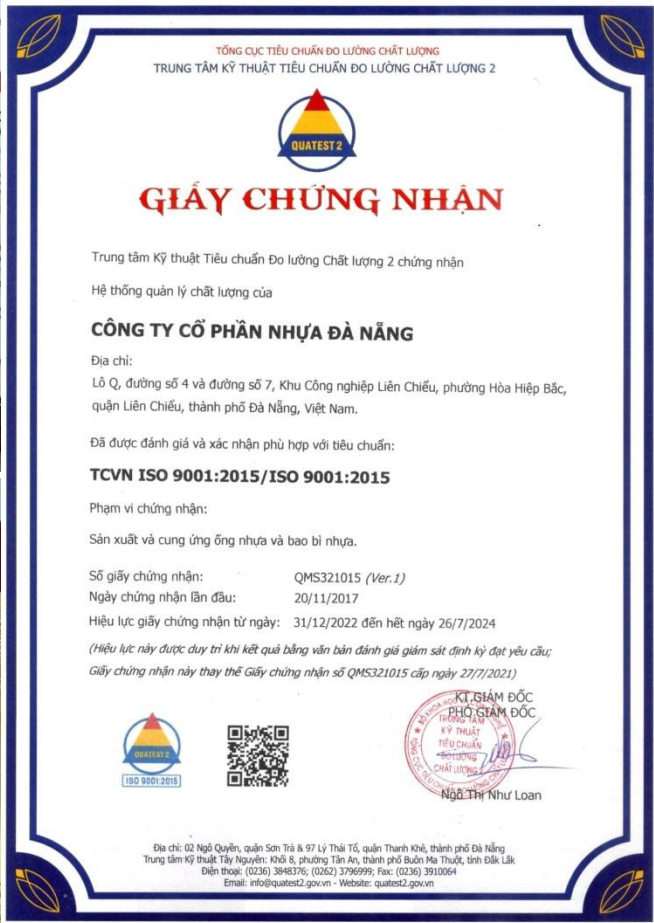 TỔNG CỤC TIÊU CHUẨN ĐO LƯỜNG CHẤT LƯỢNG
TRUNG TÂM KỸ THUẬT TIÊU CHUẨN ĐO LƯỜNG CHẤT LƯỢNG 2
QUATEST 2
GIẤY CHỨNG NHẬN
Trung tâm Kỹ thuật Tiêu chuẩn Đo lường Chất lượng 2 chứng nhận
Hệ thống quản lý chất lượng của
CÔNG TY CỔ PHẦN NHỰA ĐÀ NẴNG
Địa chỉ:
Lô Q, đường số 4 và đường số 7, Khu Công nghiệp Liên Chiểu, phường Hòa Hiệp Bắc,
quận Liên Chiểu, thành phố Đà Nẵng, Việt Nam.
Đã được đánh giá và xác nhận phù hợp với tiêu chuẩn:
TCVN ISO 9001:2015/ISO 9001:2015
Phạm vi chứng nhận:
Sản xuất và cung ứng ống nhựa và bao bì nhựa.
Số giấy chứng nhận: QMS321015 (Ver.1)
Ngày chứng nhận lần đầu: 20/11/2017
Hiệu lực giấy chứng nhận từ ngày: 31/12/2022 đến hết ngày 26/7/2024
(Hiệu lực này được duy trì khi kết quả bằng văn bản đánh giá giám sát định kỳ đạt yêu cầu;
Giấy chứng nhận này thay thế Giấy chứng nhận số QMS321015 cấp ngày 27/7/2021)
KT.GIÁM ĐỐC
PHÓ GIÁM ĐỐC
TRUNG TÂM
KỸ THUẬT
TIÊU CHUẨN
ĐO LƯỜNG
CHẤT LƯỢNG 2
QUATEST 2
ISO 9001:2015
Ngô Thị Như Loan
Địa chỉ: 02 Ngô Quyền, quận Sơn Trà & 97 Lý Thái Tổ, quận Thanh Khê, thành phố Đà Nẵng
Trung tâm Kỹ thuật Tây Nguyên: Khối 8, phường Tân An, thành phố Buôn Ma Thuột, tỉnh Đắk Lắk
Điện thoại: (0236) 3848376; (0262) 3796999; Fax: (0236) 3910064
Email: info@quatest2.gov.vn - Website: quatest2.gov.vn